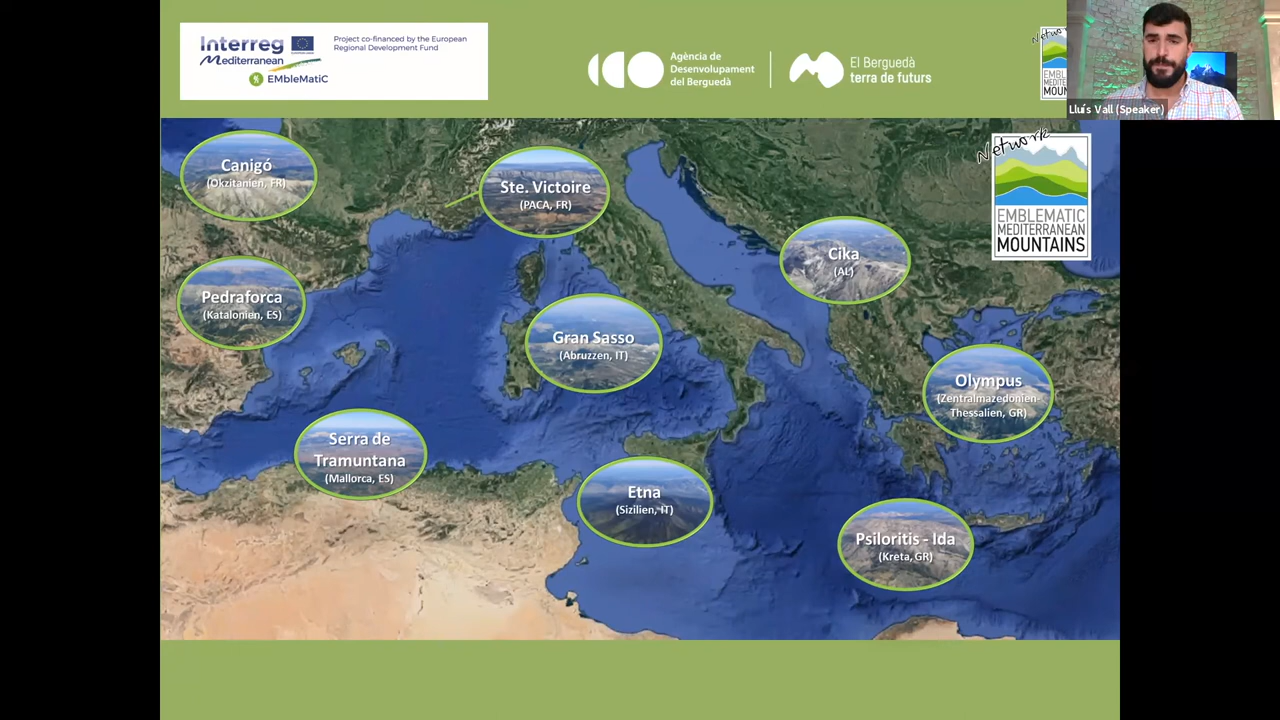 Interreg
Mediterranean
EMbleMatiC
Project co-financed by the European
Regional Development Fund
EUROPEAN UNION
Agència de
Desenvolupament
del Berguedà
El Berguedà
terra de futurs
Lluís Vall (Speaker)
Network
EMBLEMATIC
MEDITERRANEAN
MOUNTAINS
Canigó
(Okzitanien, FR)
Ste. Victoire
(PACA, FR)
Cika
(AL)
Pedraforca
(Katalonien, ES)
Gran Sasso
(Abruzzen, IT)
Olympus
(Zentralmazedonien-
Thessalien, GR)
Serra de
Tramuntana
(Mallorca, ES)
Etna
(Sizilien, IT)
Psiloritis - Ida
(Kreta, GR)